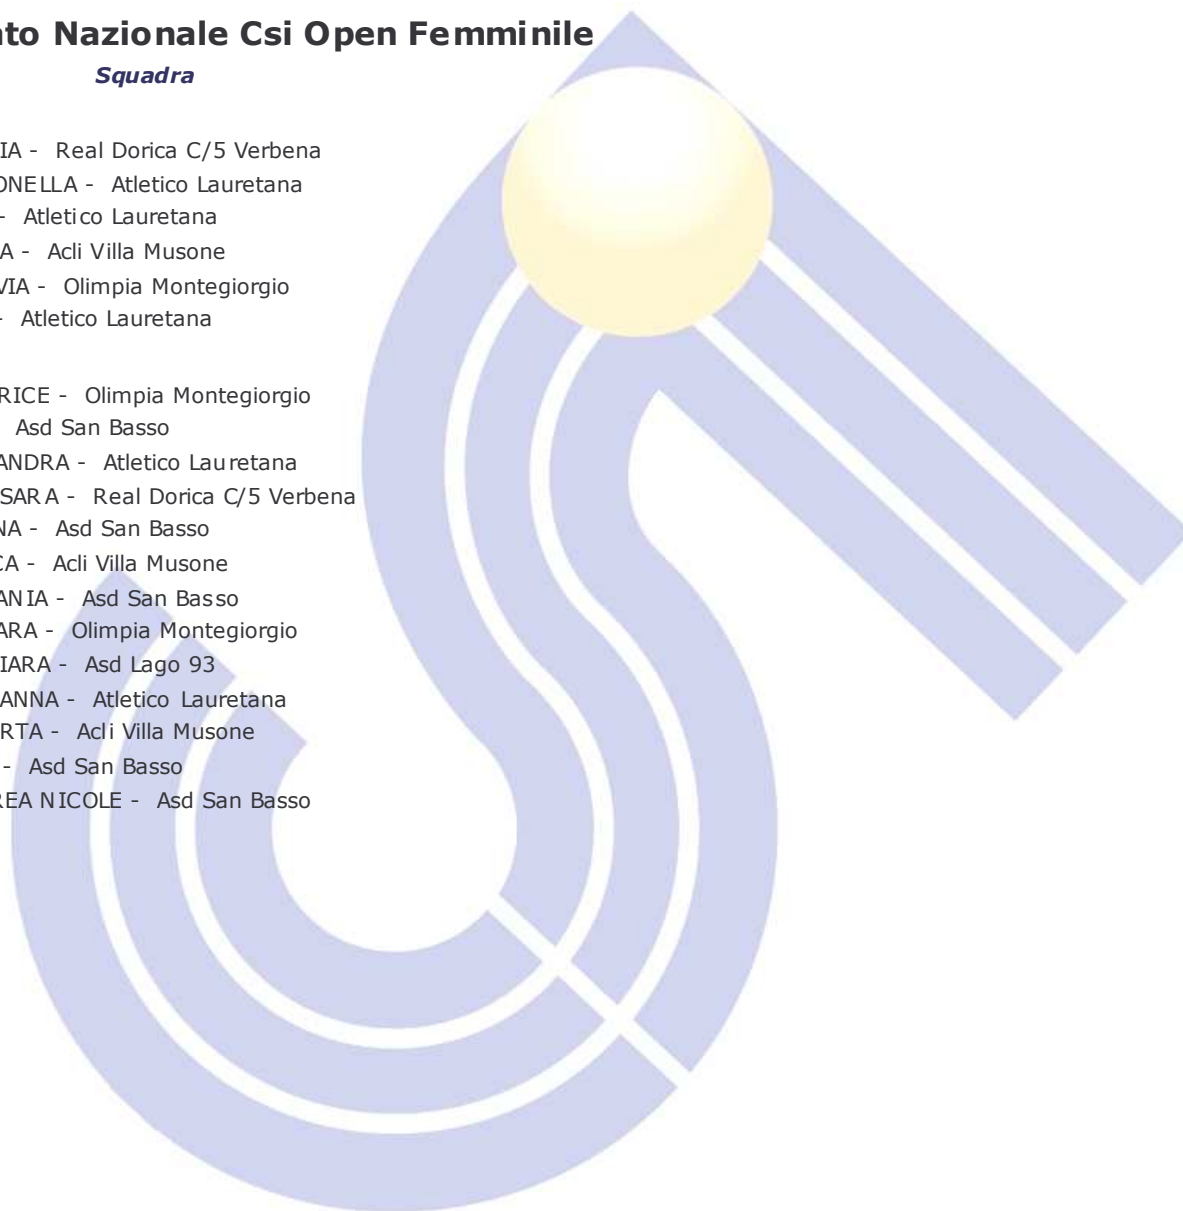 ato Nazionale Csi Open Femminile
Squadra
IA - Real Dorica C/5 Verbena
ONELLA - Atletico Lauretana
- Atletico Lauretana
A - Acli Villa Musone
VIA - Olimpia Montegiorgio
- Atletico Lauretana
RICE - Olimpia Montegiorgio
Asd San Basso
ANDRA - Atletico Lauretana
SARA - Real Dorica C/5 Verbena
NA - Asd San Basso
CA - Acli Villa Musone
ANIA - Asd San Basso
ARA - Olimpia Montegiorgio
IARA - Asd Lago 93
ANNA - Atletico Lauretana
RTA - Acli Villa Musone
- Asd San Basso
REA NICOLE - Asd San Basso